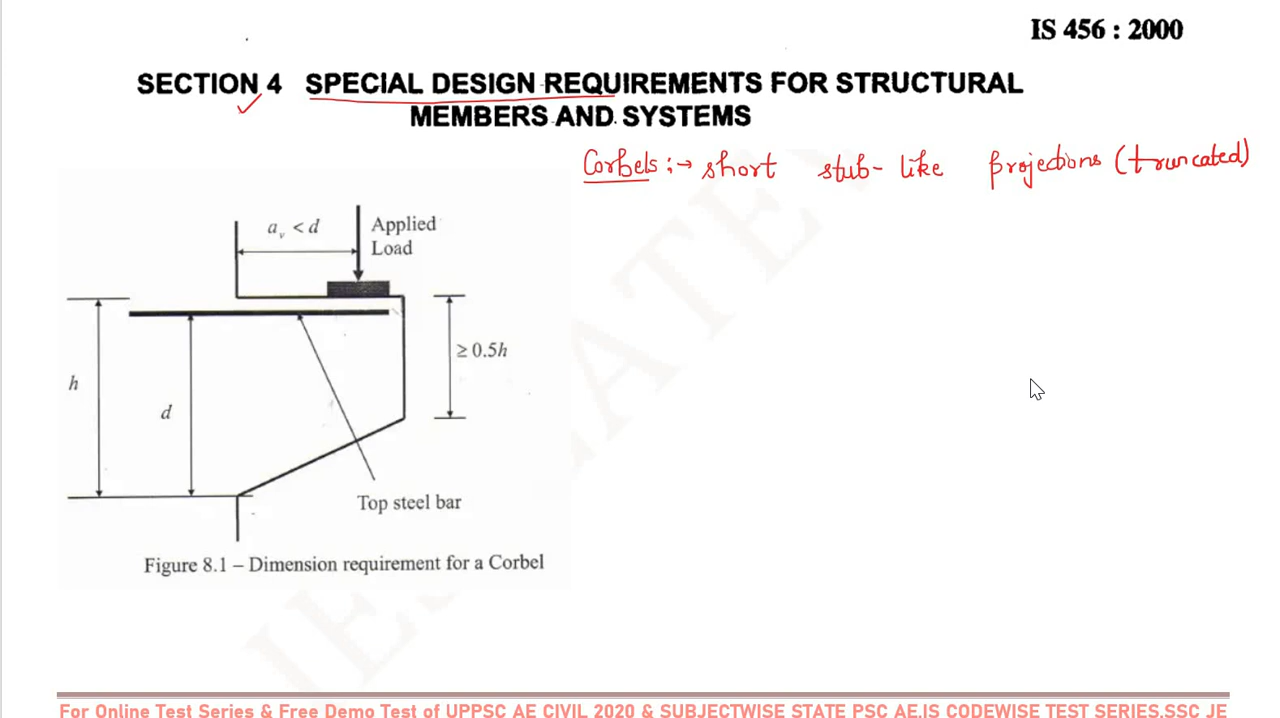 IS 456 : 2000
SECTION 4 SPECIAL DESIGN REQUIREMENTS FOR STRUCTURAL
MEMBERS AND SYSTEMS
Corbels :→ short stub-like projections (truncated)
a_v < d
Applied
Load
≥ 0.5h
h
d
Top steel bar
Figure 8.1 – Dimension requirement for a Corbel
For Online Test Series & Free Demo Test of UPPSC AE CIVIL 2020 & SUBJECTWISE STATE PSC AE,IS CODEWISE TEST SERIES.SSC JE